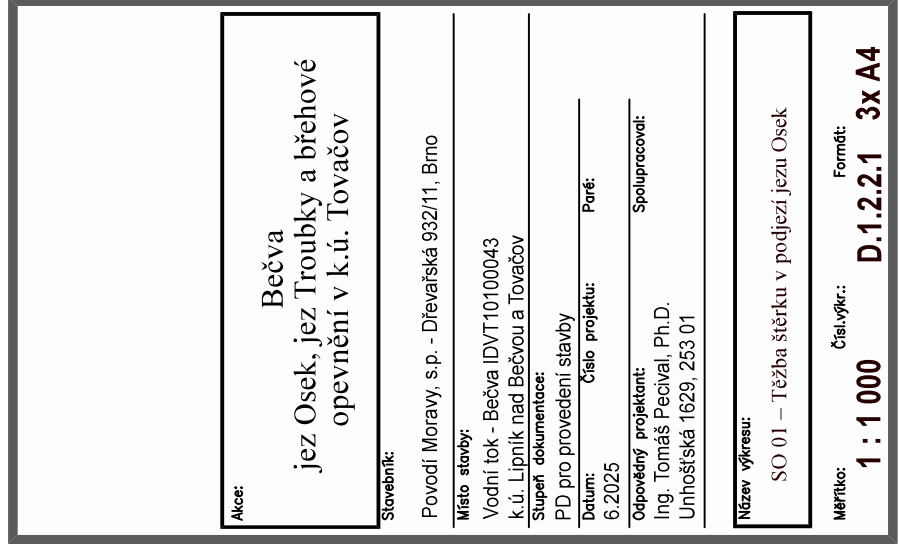 Akce:
Bečva
jez Osek, jez Troubky a břehové
opevnění v k.ú. Tovačov
Stavebník:
Povodí Moravy, s.p. - Dřevařská 932/11, Brno
Místo stavby:
Vodní tok - Bečva IDVT10100043
k.ú. Lipník nad Bečvou a Tovačov
Stupeň dokumentace:
PD pro provedení stavby
Datum: Číslo projektu: Paré:
6.2025
Odpovědný projektant: Spolupracoval:
Ing. Tomáš Pecival, Ph.D.
Unhošťská 1629, 253 01
Název výkresu:
SO 01 – Těžba štěrku v podjezí jezu Osek
Měřítko: Čísl.výkr.: Formát:
1 : 1 000 D.1.2.2.1 3x A4